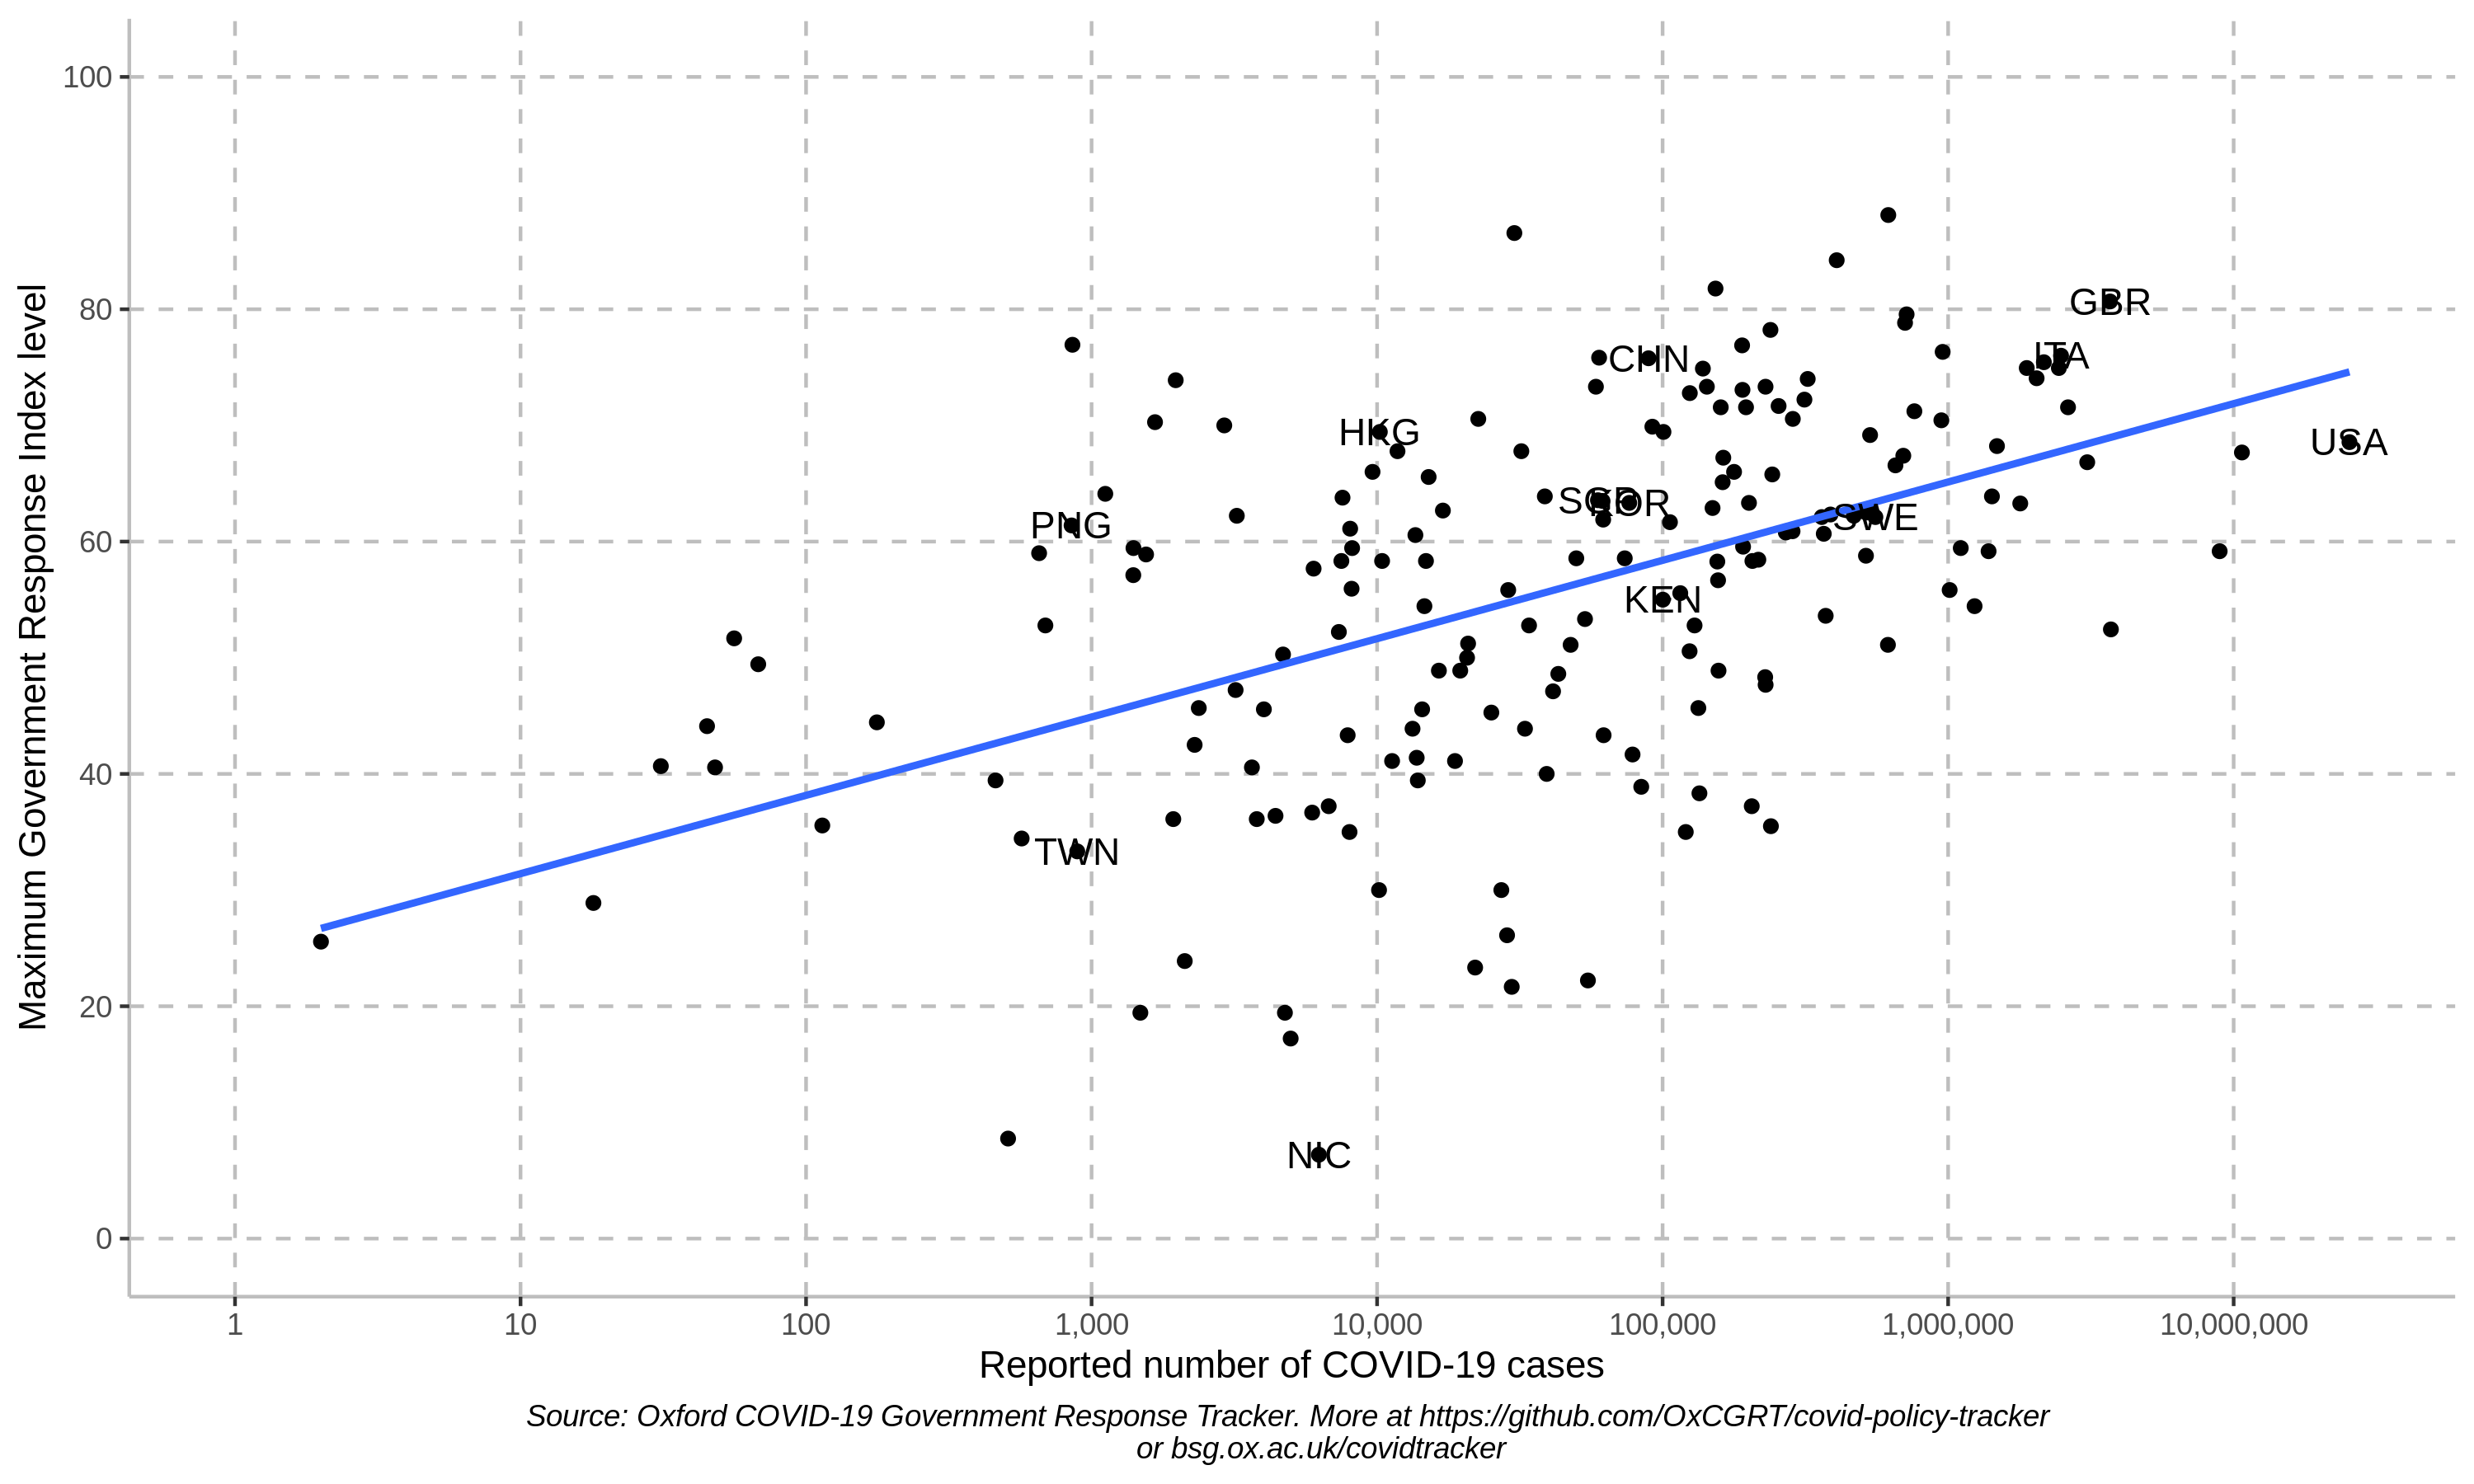 Maximum Government Response Index level
100
80
60
40
20
0
GBR
ITA
CHN
HKG
USA
SGP
KOR
SWE
PNG
KEN
TWN
NIC
1 10 100 1,000 10,000 100,000 1,000,000 10,000,000
Reported number of COVID-19 cases
Source: Oxford COVID-19 Government Response Tracker. More at https://github.com/OxCGRT/covid-policy-tracker
or bsg.ox.ac.uk/covidtracker